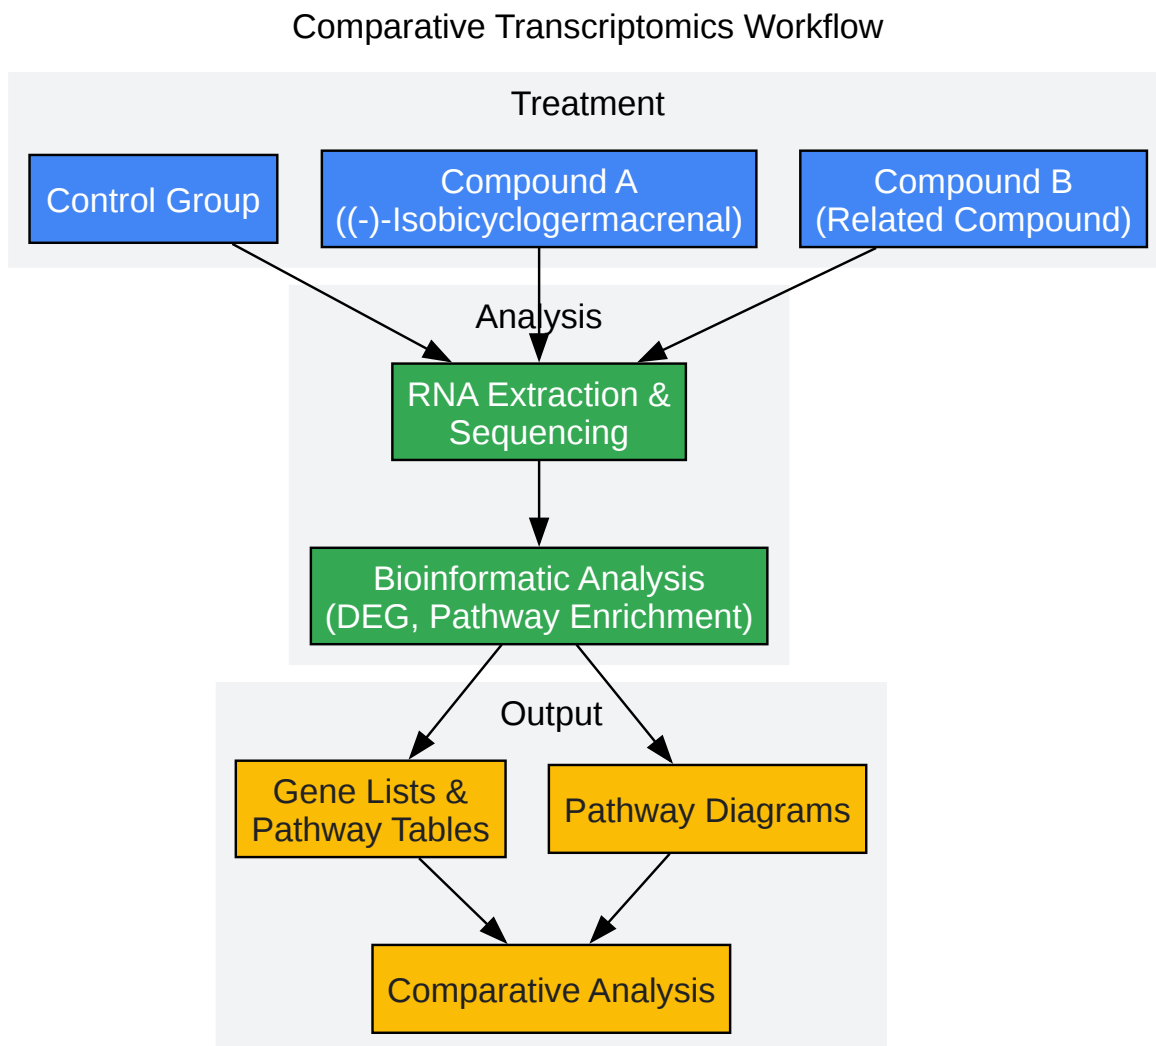 Comparative Transcriptomics Workflow
Treatment
Control Group
Compound A
((-)-Isobicyclogermacrenal)
Compound B
(Related Compound)
Analysis
RNA Extraction &
Sequencing
Bioinformatic Analysis
(DEG, Pathway Enrichment)
Output
Gene Lists &
Pathway Tables
Pathway Diagrams
Comparative Analysis